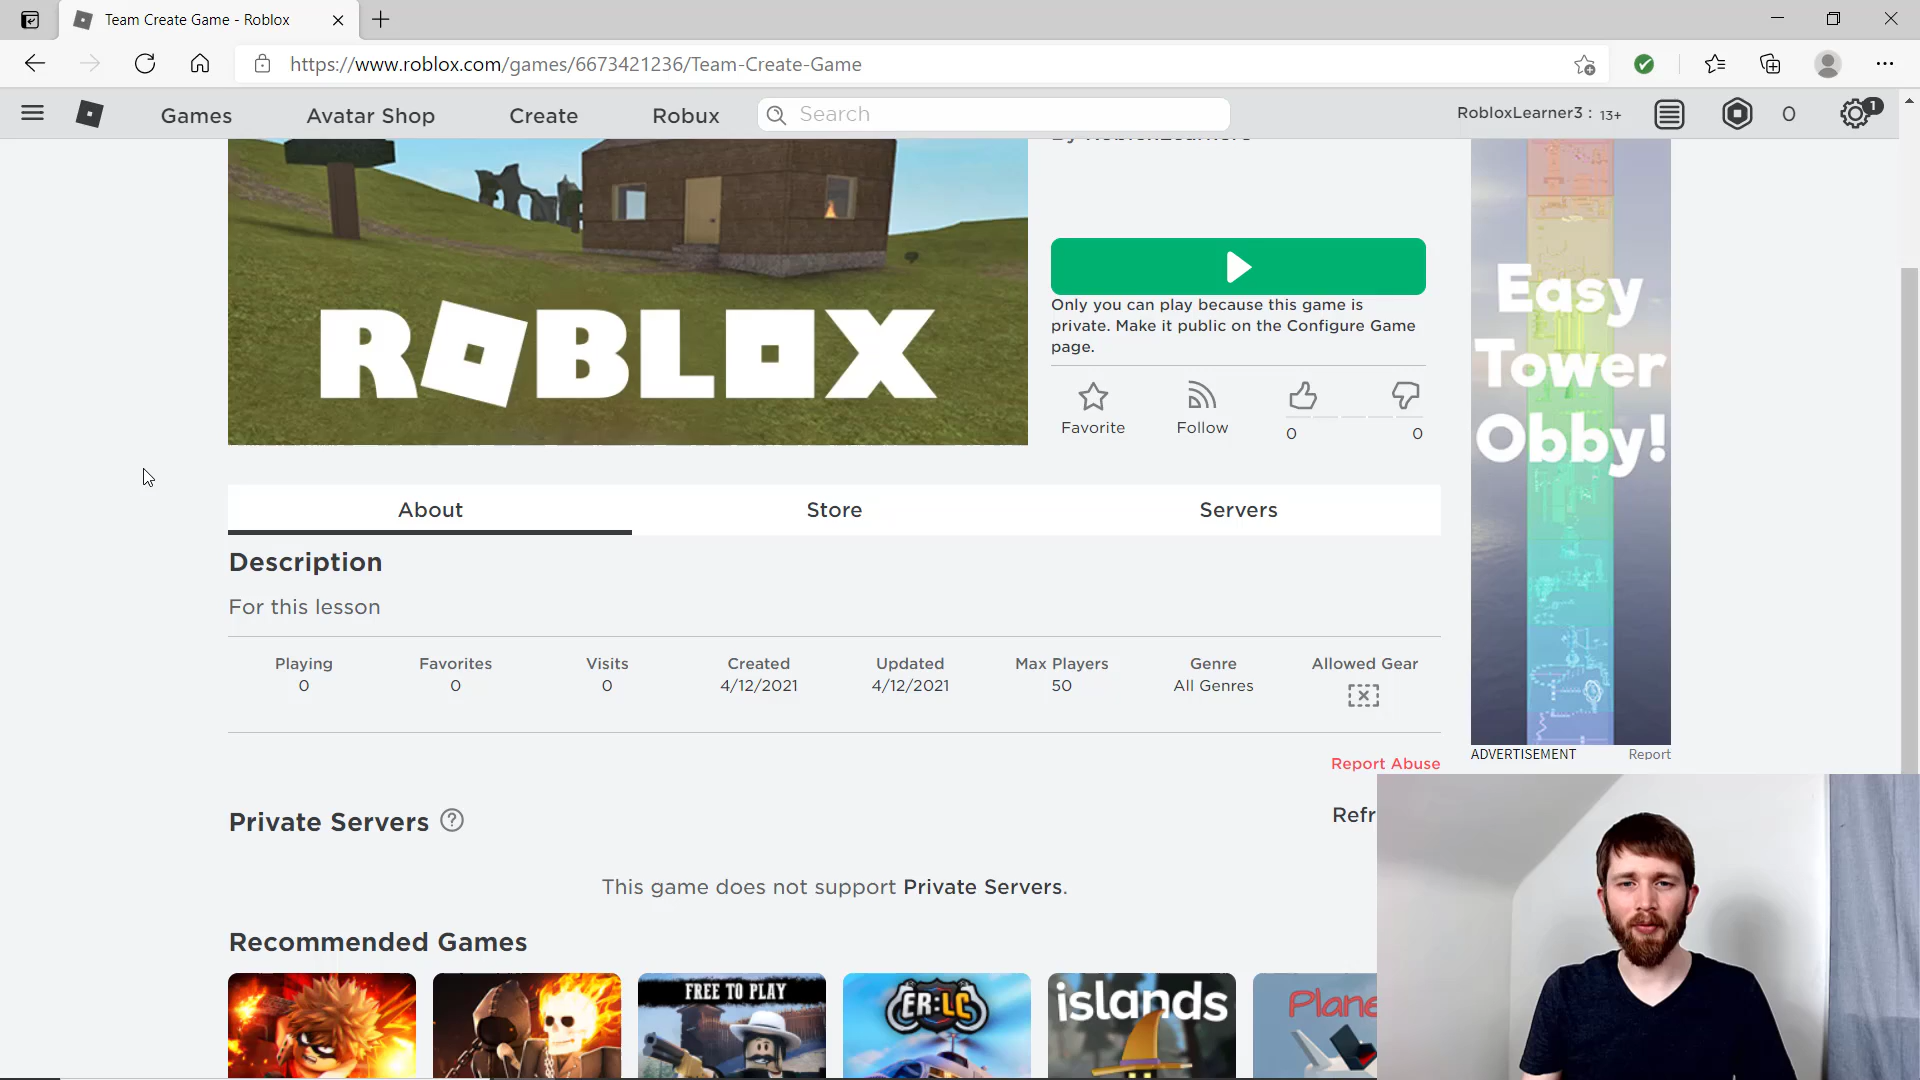 Team Create Game - Roblox
https://www.roblox.com/games/6673421236/Team-Create-Game
Games
Avatar Shop
Create
Robux
Search
RobloxLearner3 : 13+
0
1
ROBLOX
Only you can play because this game is
private. Make it public on the Configure Game
page.
Favorite
Follow
0
0
Easy
Tower
Obby!
ADVERTISEMENT
Report
About
Store
Servers
Description
For this lesson
Playing
0
Favorites
0
Visits
0
Created
4/12/2021
Updated
4/12/2021
Max Players
50
Genre
All Genres
Allowed Gear
Report Abuse
Private Servers
Refr
This game does not support Private Servers.
Recommended Games
FREE TO PLAY
ER:LC
islands
Plane